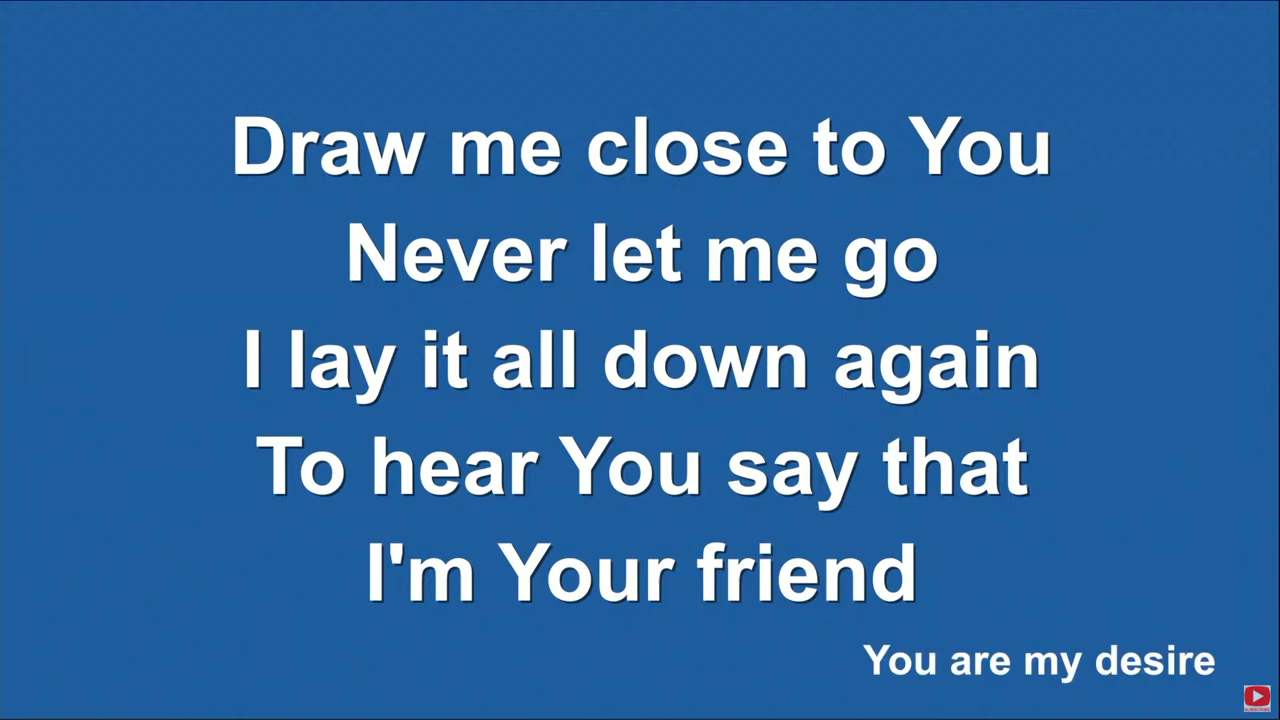 Draw me close to You
Never let me go
I lay it all down again
To hear You say that
I'm Your friend
You are my desire
SUBSCRIBE